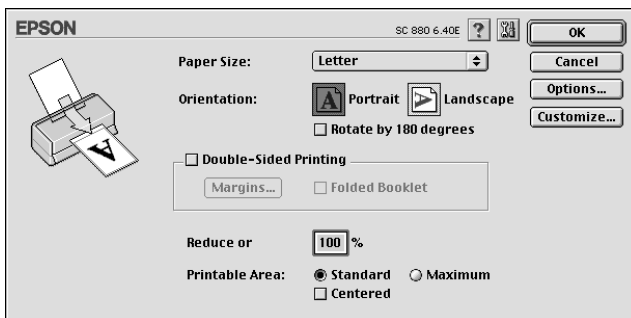 EPSON
SC 880 6.40E ?
OK
Paper Size: Letter
Cancel
Orientation: A Portrait A Landscape
Options...
Rotate by 180 degrees
Customize...
A
Double-Sided Printing
Margins... Folded Booklet
Reduce or 100 %
Printable Area: Standard Maximum
Centered